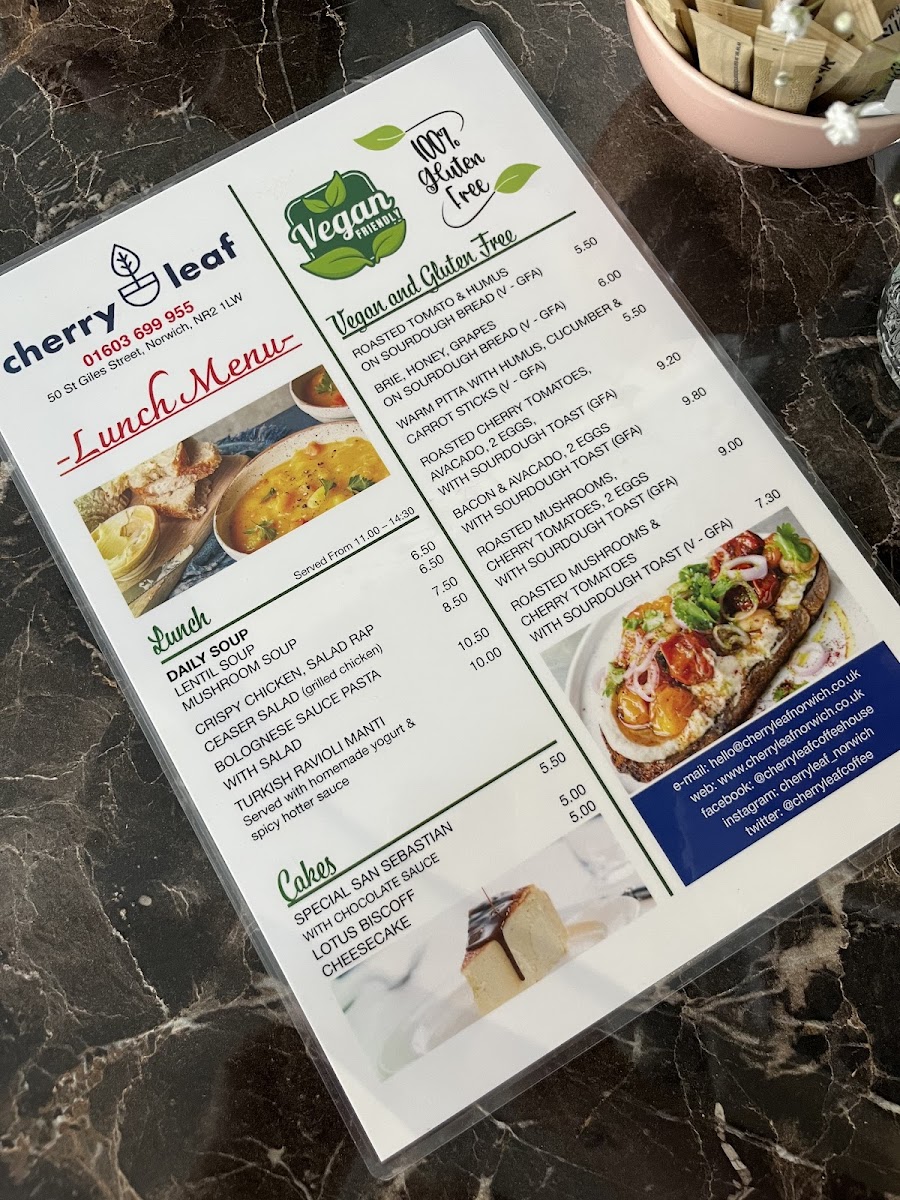 cherry leaf
01603 699 955
50 St Giles Street, Norwich, NR2 1LW
-Lunch Menu-
Served From 11.00 – 14:30
Lunch
DAILY SOUP
LENTIL SOUP 6.50
MUSHROOM SOUP 6.50
CRISPY CHICKEN, SALAD RAP 7.50
CEASER SALAD (grilled chicken) 8.50
BOLOGNESE SAUCE PASTA 10.50
WITH SALAD
TURKISH RAVIOLI MANTI 10.00
Served with homemade yogurt &
spicy hotter sauce
Cakes
SPECIAL SAN SEBASTIAN 5.50
WITH CHOCOLATE SAUCE
LOTUS BISCOFF 5.00
CHEESECAKE 5.00
Vegan
FRIENDLY
100%
Gluten
Free
Vegan and Gluten Free
ROASTED TOMATO & HUMUS 5.50
ON SOURDOUGH BREAD (V - GFA)
BRIE, HONEY, GRAPES 6.00
ON SOURDOUGH BREAD (V - GFA)
WARM PITTA WITH HUMUS, CUCUMBER & 5.50
CARROT STICKS (V - GFA)
ROASTED CHERRY TOMATOES, 9.20
AVACADO, 2 EGGS,
WITH SOURDOUGH TOAST (GFA)
BACON & AVACADO, 2 EGGS 9.80
WITH SOURDOUGH TOAST (GFA)
ROASTED MUSHROOMS, 9.00
CHERRY TOMATOES, 2 EGGS
WITH SOURDOUGH TOAST (GFA)
ROASTED MUSHROOMS & 7.30
CHERRY TOMATOES
WITH SOURDOUGH TOAST (V - GFA)
e-mail: hello@cherryleafnorwich.co.uk
web: www.cherryleafnorwich.co.uk
facebook: @cherryleafcoffeehouse
instagram: cherryleaf_norwich
twitter: @cherryleafcoffee